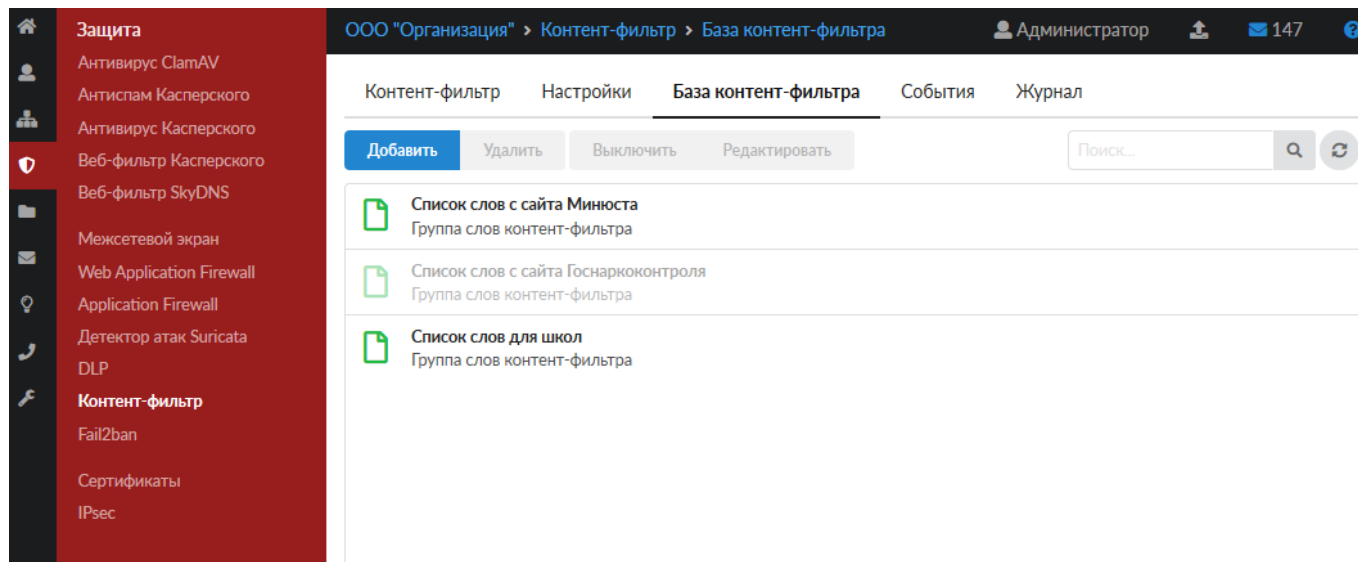 Защита
Антивирус ClamAV
Антиспам Касперского
Антивирус Касперского
Веб-фильтр Касперского
Веб-фильтр SkyDNS
Межсетевой экран
Web Application Firewall
Application Firewall
Детектор атак Suricata
DLP
Контент-фильтр
Fail2ban
Сертификаты
IPsec
ООО "Организация" > Контент-фильтр > База контент-фильтра Администратор 147 ?
Контент-фильтр Настройки База контент-фильтра События Журнал
Добавить Удалить Выключить Редактировать Поиск...
Список слов с сайта Минюста
Группа слов контент-фильтра
Список слов с сайта Госнаркоконтроля
Группа слов контент-фильтра
Список слов для школ
Группа слов контент-фильтра